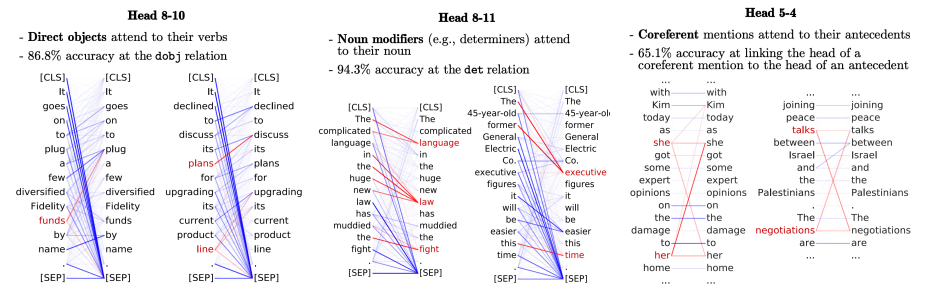 Head 8-10
- Direct objects attend to their verbs
- 86.8% accuracy at the dobj relation
[CLS] [CLS]
It It
goes goes
on on
to to
plug plug
a a
few few
diversified diversified
Fidelity Fidelity
funds funds
by by
name name
. .
[SEP] [SEP]
[CLS] [CLS]
It It
declined declined
to to
discuss discuss
its its
plans plans
for for
upgrading upgrading
its its
current current
product product
line line
. .
[SEP] [SEP]
Head 8-11
- Noun modifiers (e.g., determiners) attend
to their noun
- 94.3% accuracy at the det relation
[CLS] [CLS]
The The
complicated complicated
language language
in in
the the
huge huge
new new
law law
has has
muddied muddied
the the
fight fight
. .
[SEP] [SEP]
[CLS] [CLS]
The The
45-year-old 45-year-ol
former former
General General
Electric Electric
Co. Co.
executive executive
figures figures
it it
will will
be be
easier easier
this this
time time
. .
[SEP] [SEP]
Head 5-4
- Coreferent mentions attend to their antecedents
- 65.1% accuracy at linking the head of a
coreferent mention to the head of an antecedent
... ...
with with
Kim Kim
today today
as as
she she
got got
some some
expert expert
opinions opinions
on on
the the
damage damage
to to
her her
home home
... ...
... ...
joining joining
peace peace
talks talks
between between
Israel Israel
and and
the the
Palestinians Palestinians
. .
The The
negotiations negotiations
are are
... ...